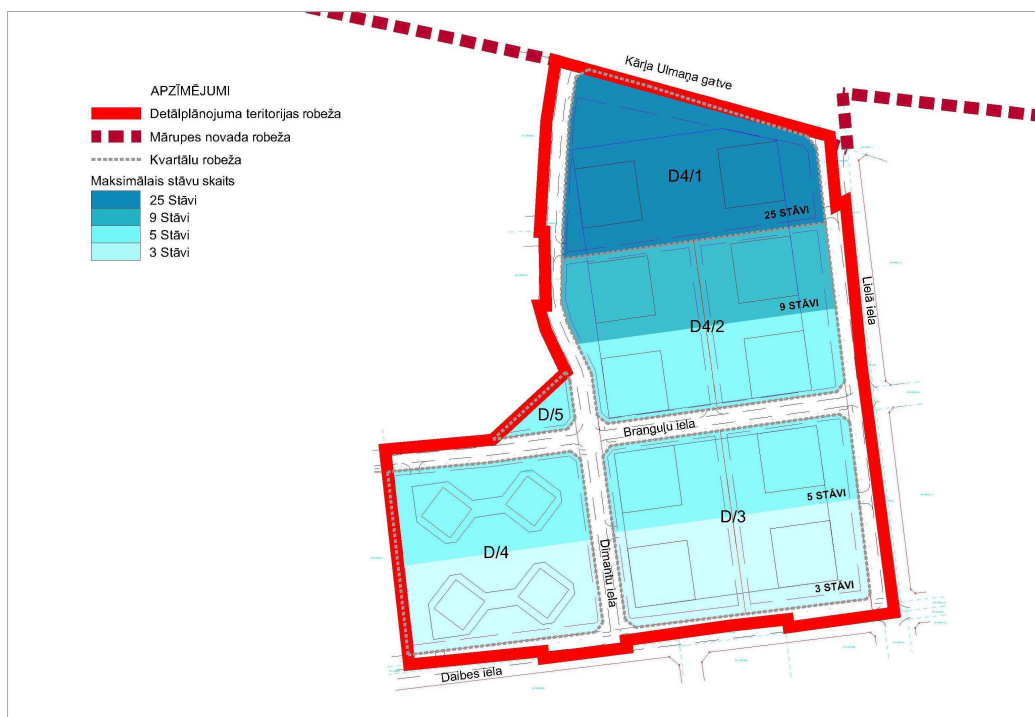 APZĪMĒJUMI
Detālplānojuma teritorijas robeža
Mārupes novada robeža
Kvartālu robeža
Maksimālais stāvu skaits
25 Stāvi
9 Stāvi
5 Stāvi
3 Stāvi
Kārļa Ulmaņa gatve
D4/1
25 STĀVI
Lielā iela
9 STĀVI
D4/2
D/5
Branguļu iela
5 STĀVI
D/3
D/4
Dimantu iela
3 STĀVI
Daibes iela